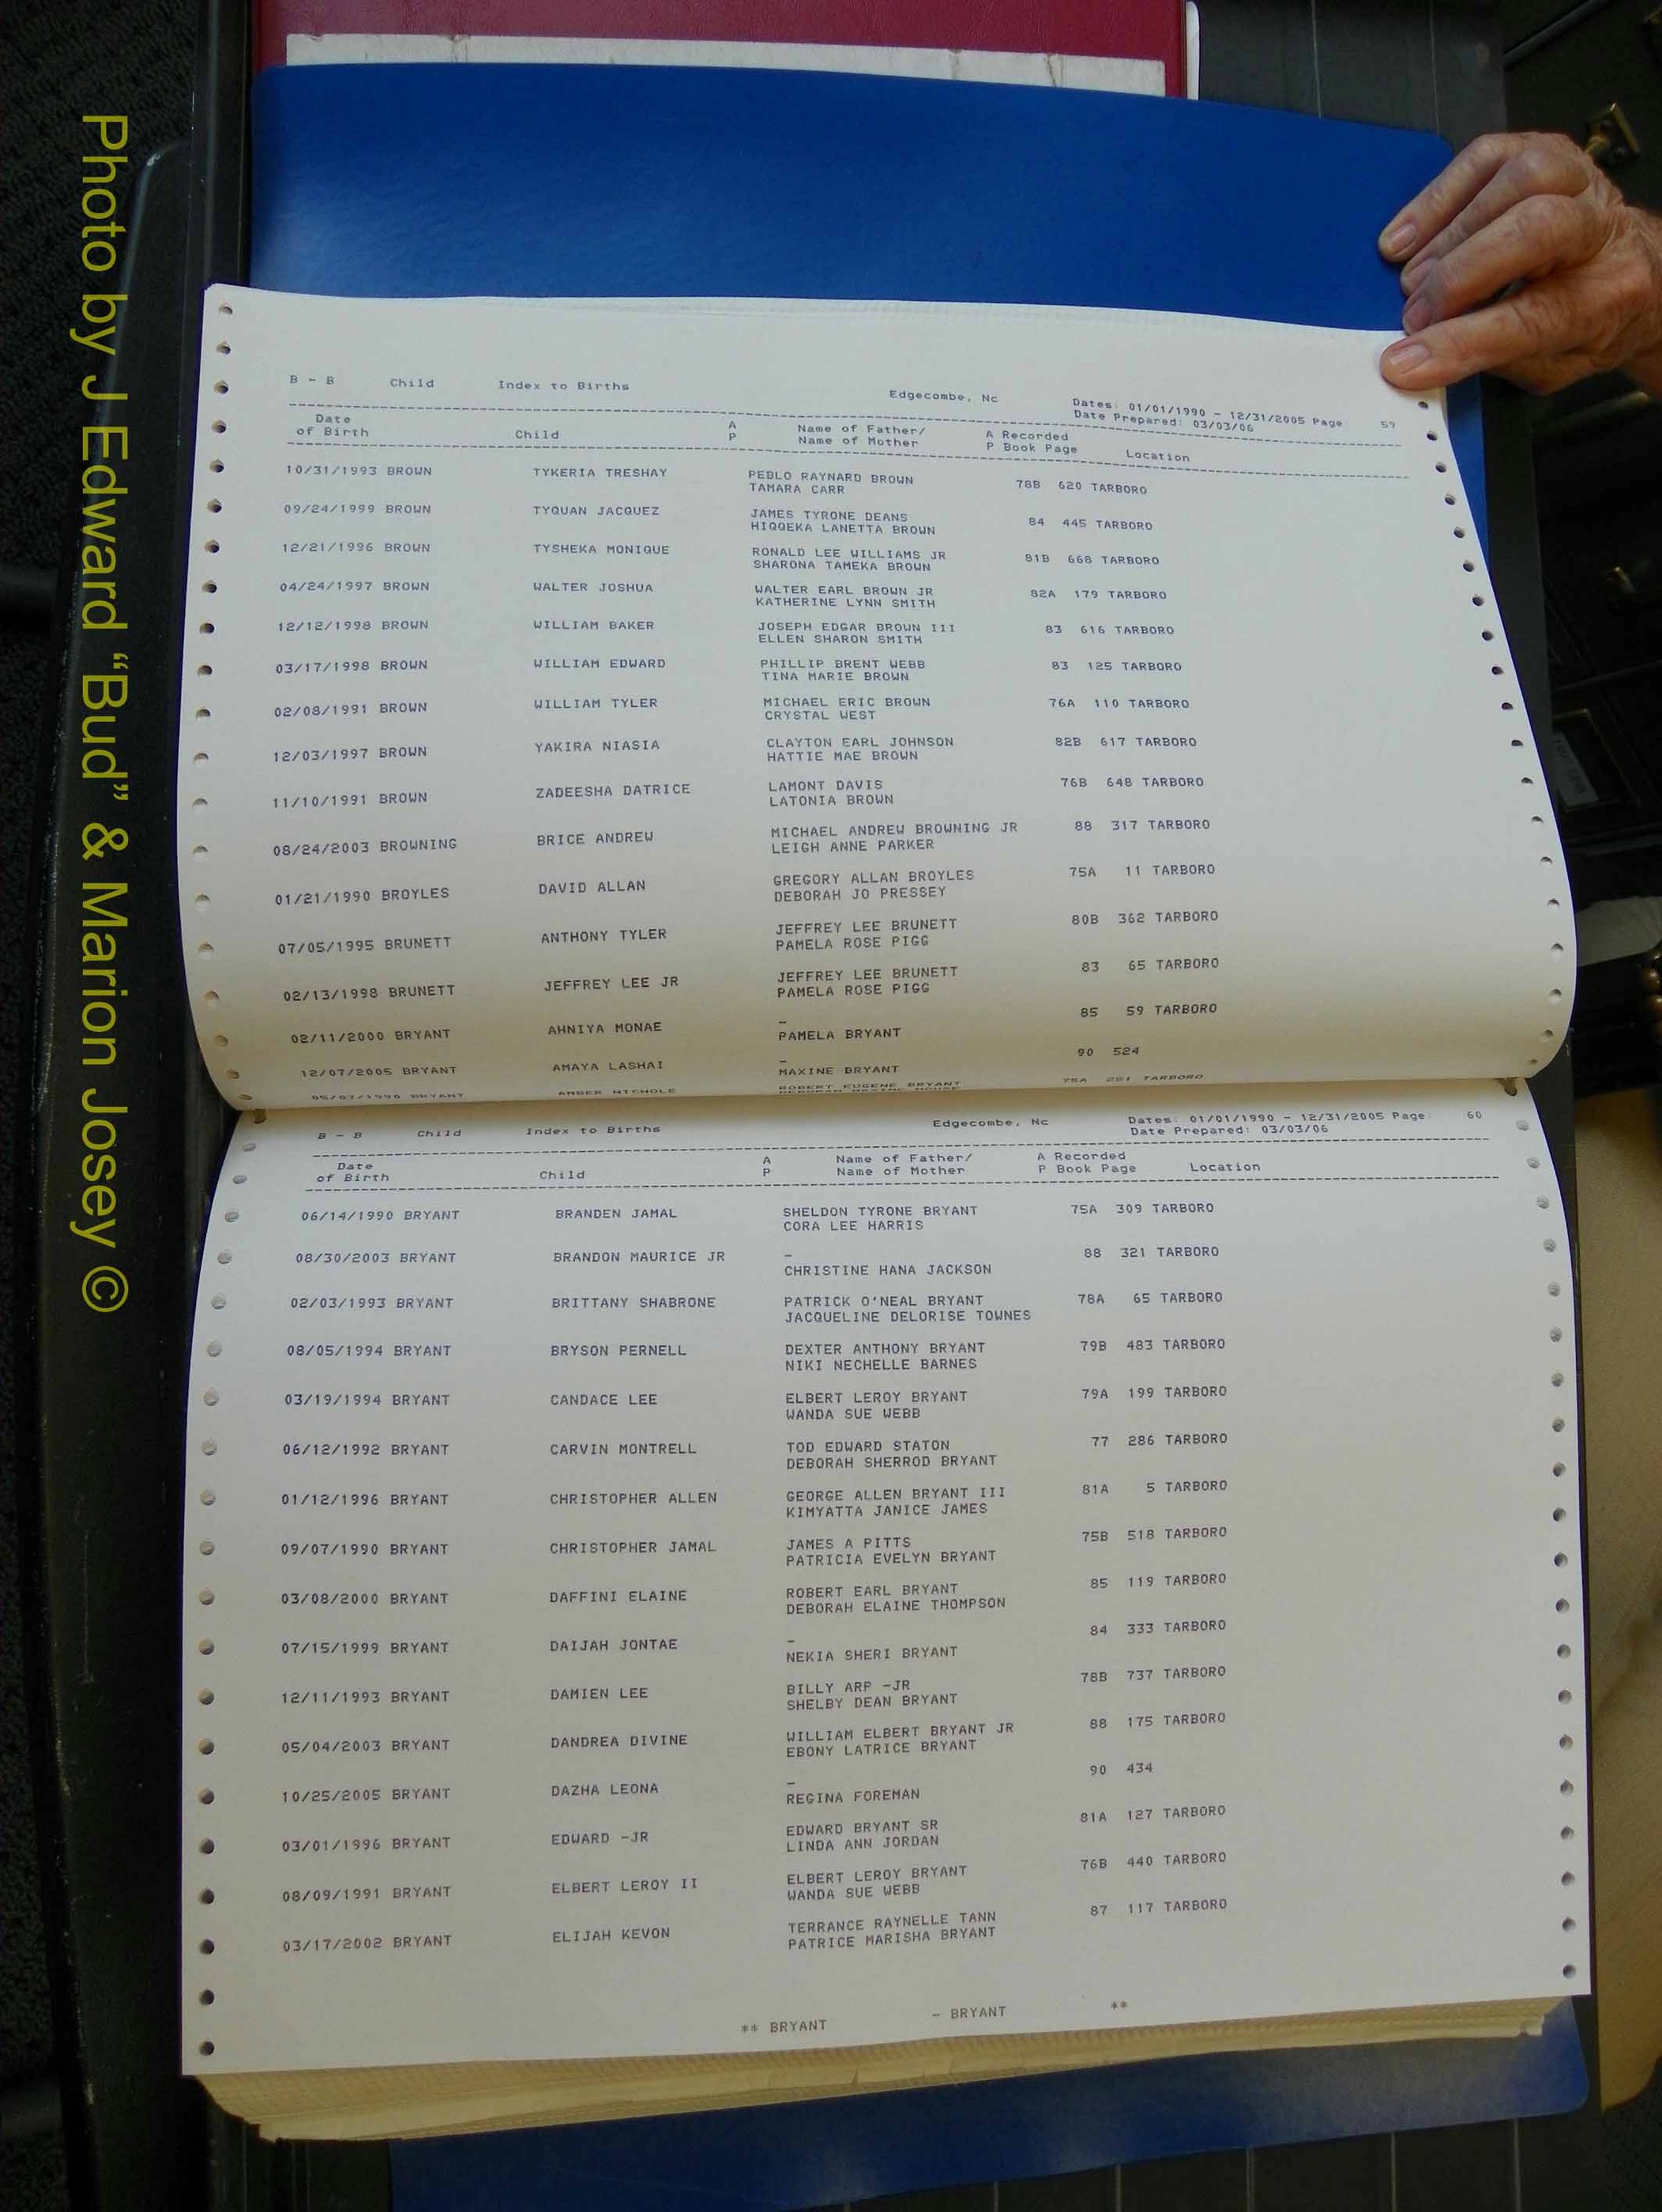 B - B Child Index to Births Edgecombe, Nc Dates: 01/01/1990 - 12/31/2005 Page: 59
Date Prepared: 03/03/06
Date of Birth Child A P Name of Father/ Name of Mother A P Recorded Book Page Location
10/31/1993 BROWN TYKERIA TRESHAY PEBLO RAYNARD BROWN 78B 620 TARBORO
TAMARA CARR
09/24/1999 BROWN TYQUAN JACQUEZ JAMES TYRONE DEANS 84 445 TARBORO
HIQQEKA LANETTA BROWN
12/21/1996 BROWN TYSHEKA MONIQUE RONALD LEE WILLIAMS JR 81B 668 TARBORO
SHARONA TAMEKA BROWN
04/24/1997 BROWN WALTER JOSHUA WALTER EARL BROWN JR 82A 179 TARBORO
KATHERINE LYNN SMITH
12/12/1998 BROWN WILLIAM BAKER JOSEPH EDGAR BROWN III 83 616 TARBORO
ELLEN SHARON SMITH
03/17/1998 BROWN WILLIAM EDWARD PHILLIP BRENT WEBB 83 125 TARBORO
TINA MARIE BROWN
02/08/1991 BROWN WILLIAM TYLER MICHAEL ERIC BROWN 76A 110 TARBORO
CRYSTAL WEST
12/03/1997 BROWN YAKIRA NIASIA CLAYTON EARL JOHNSON 82B 617 TARBORO
HATTIE MAE BROWN
11/10/1991 BROWN ZADEESHA DATRICE LAMONT DAVIS 76B 648 TARBORO
LATONIA BROWN
08/24/2003 BROWNING BRICE ANDREW MICHAEL ANDREW BROWNING JR 88 317 TARBORO
LEIGH ANNE PARKER
01/21/1990 BROYLES DAVID ALLAN GREGORY ALLAN BROYLES 75A 11 TARBORO
DEBORAH JO PRESSEY
07/05/1995 BRUNETT ANTHONY TYLER JEFFREY LEE BRUNETT 80B 362 TARBORO
PAMELA ROSE PIGG
02/13/1998 BRUNETT JEFFREY LEE JR JEFFREY LEE BRUNETT 83 65 TARBORO
PAMELA ROSE PIGG
02/11/2000 BRYANT AHNIYA MONAE - 85 59 TARBORO
PAMELA BRYANT
12/07/2005 BRYANT AMAYA LASHAI - 90 524
MAXINE BRYANT
BRYANT AMBER NICHOLE ROBERT EUGENE BRYANT 75A TARBORO
B - B Child Index to Births Edgecombe, Nc Dates: 01/01/1990 - 12/31/2005 Page: 60
Date Prepared: 03/03/06
Date of Birth Child A P Name of Father/ Name of Mother A P Recorded Book Page Location
06/14/1990 BRYANT BRANDEN JAMAL SHELDON TYRONE BRYANT 75A 309 TARBORO
CORA LEE HARRIS
08/30/2003 BRYANT BRANDON MAURICE JR - 88 321 TARBORO
CHRISTINE HANA JACKSON
02/03/1993 BRYANT BRITTANY SHABRONE PATRICK O'NEAL BRYANT 78A 65 TARBORO
JACQUELINE DELORISE TOWNES
08/05/1994 BRYANT BRYSON PERNELL DEXTER ANTHONY BRYANT 79B 483 TARBORO
NIKI NECHELLE BARNES
03/19/1994 BRYANT CANDACE LEE ELBERT LEROY BRYANT 79A 199 TARBORO
WANDA SUE WEBB
06/12/1992 BRYANT CARVIN MONTRELL TOD EDWARD STATON 77 286 TARBORO
DEBORAH SHERROD BRYANT
01/12/1996 BRYANT CHRISTOPHER ALLEN GEORGE ALLEN BRYANT III 81A 5 TARBORO
KIMYATTA JANICE JAMES
09/07/1990 BRYANT CHRISTOPHER JAMAL JAMES A PITTS 75B 518 TARBORO
PATRICIA EVELYN BRYANT
03/08/2000 BRYANT DAFFINI ELAINE ROBERT EARL BRYANT 85 119 TARBORO
DEBORAH ELAINE THOMPSON
07/15/1999 BRYANT DAIJAH JONTAE - 84 333 TARBORO
NEKIA SHERI BRYANT
12/11/1993 BRYANT DAMIEN LEE BILLY ARP -JR 78B 737 TARBORO
SHELBY DEAN BRYANT
05/04/2003 BRYANT DANDREA DIVINE WILLIAM ELBERT BRYANT JR 88 175 TARBORO
EBONY LATRICE BRYANT
10/25/2005 BRYANT DAZHA LEONA - 90 434
REGINA FOREMAN
03/01/1996 BRYANT EDWARD -JR EDWARD BRYANT SR 81A 127 TARBORO
LINDA ANN JORDAN
08/09/1991 BRYANT ELBERT LEROY II ELBERT LEROY BRYANT 76B 440 TARBORO
WANDA SUE WEBB
03/17/2002 BRYANT ELIJAH KEVON TERRANCE RAYNELLE TANN 87 117 TARBORO
PATRICE MARISHA BRYANT
** BRYANT - BRYANT **
Photo by J Edward “Bud” & Marion Josey ©